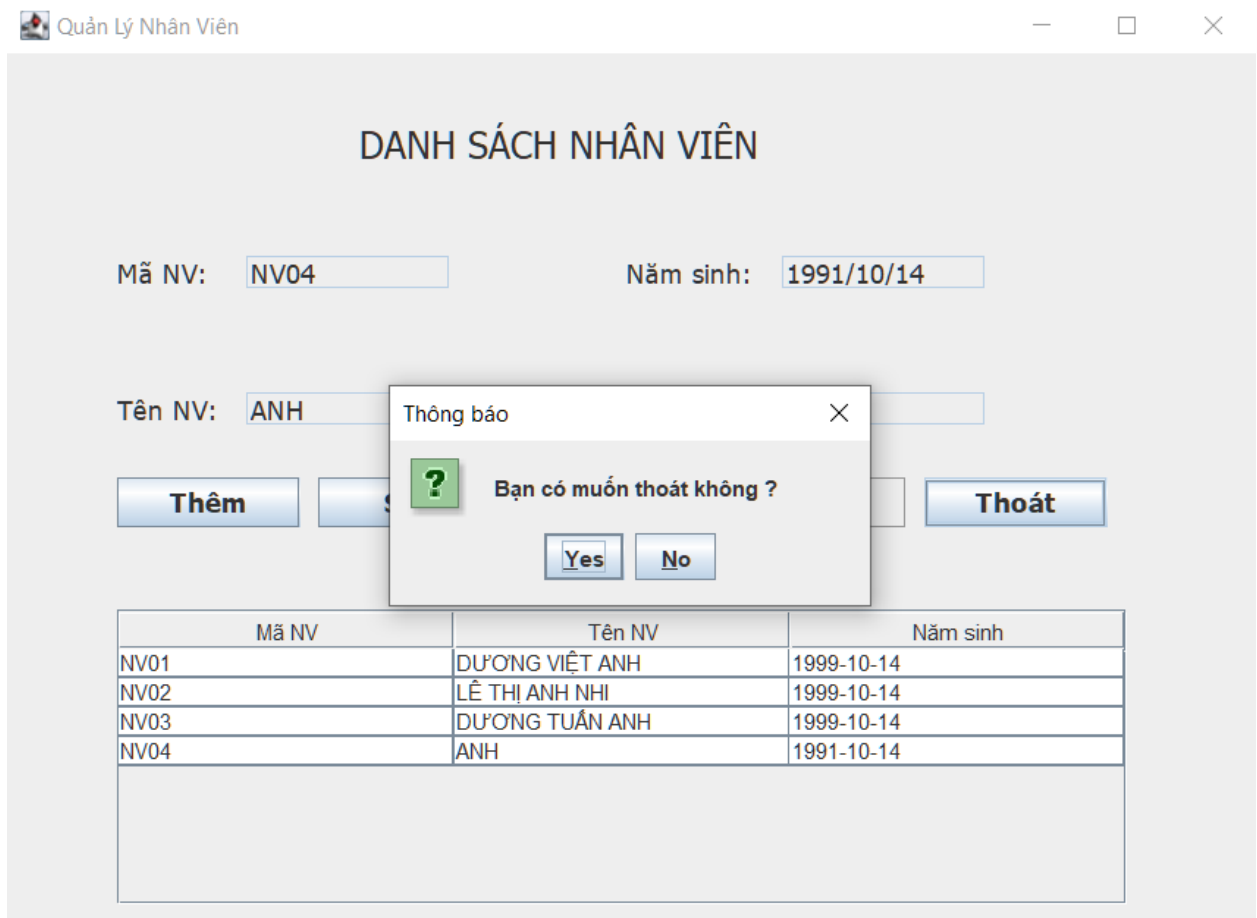 Quản Lý Nhân Viên
DANH SÁCH NHÂN VIÊN
Mã NV: NV04 Năm sinh: 1991/10/14
Tên NV: ANH
Thông báo
Bạn có muốn thoát không ?
Yes No
Thêm Thoát
Mã NV Tên NV Năm sinh
NV01 DƯƠNG VIỆT ANH 1999-10-14
NV02 LÊ THỊ ANH NHI 1999-10-14
NV03 DƯƠNG TUẤN ANH 1999-10-14
NV04 ANH 1991-10-14